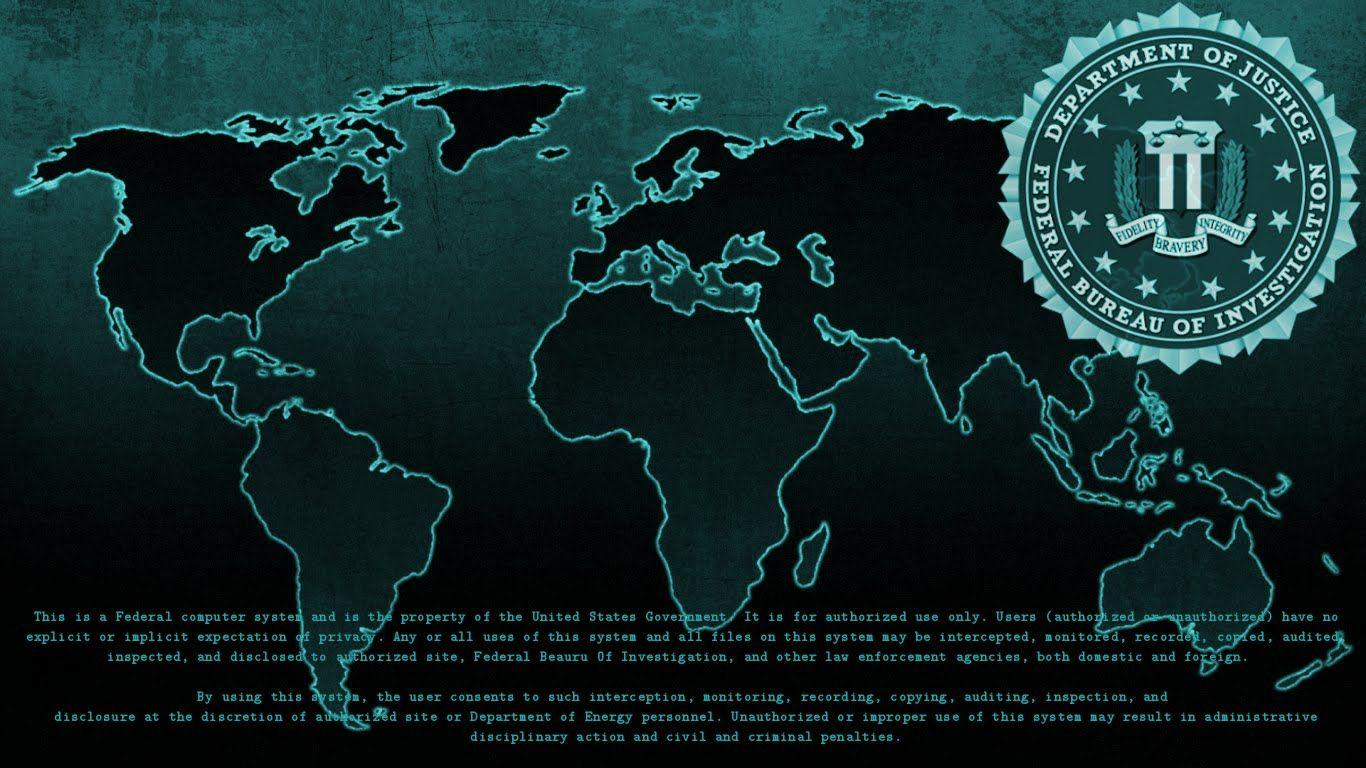 DEPARTMENT OF JUSTICE
FEDERAL BUREAU OF INVESTIGATION
FIDELITY
BRAVERY
INTEGRITY
This is a Federal computer system and is the property of the United States Government. It is for authorized use only. Users (authorized or unauthorized) have no
explicit or implicit expectation of privacy. Any or all uses of this system and all files on this system may be intercepted, monitored, recorded, copied, audited,
inspected, and disclosed to authorized site, Federal Beauru Of Investigation, and other law enforcement agencies, both domestic and foreign.
By using this system, the user consents to such interception, monitoring, recording, copying, auditing, inspection, and
disclosure at the discretion of authorized site or Department of Energy personnel. Unauthorized or improper use of this system may result in administrative
disciplinary action and civil and criminal penalties.